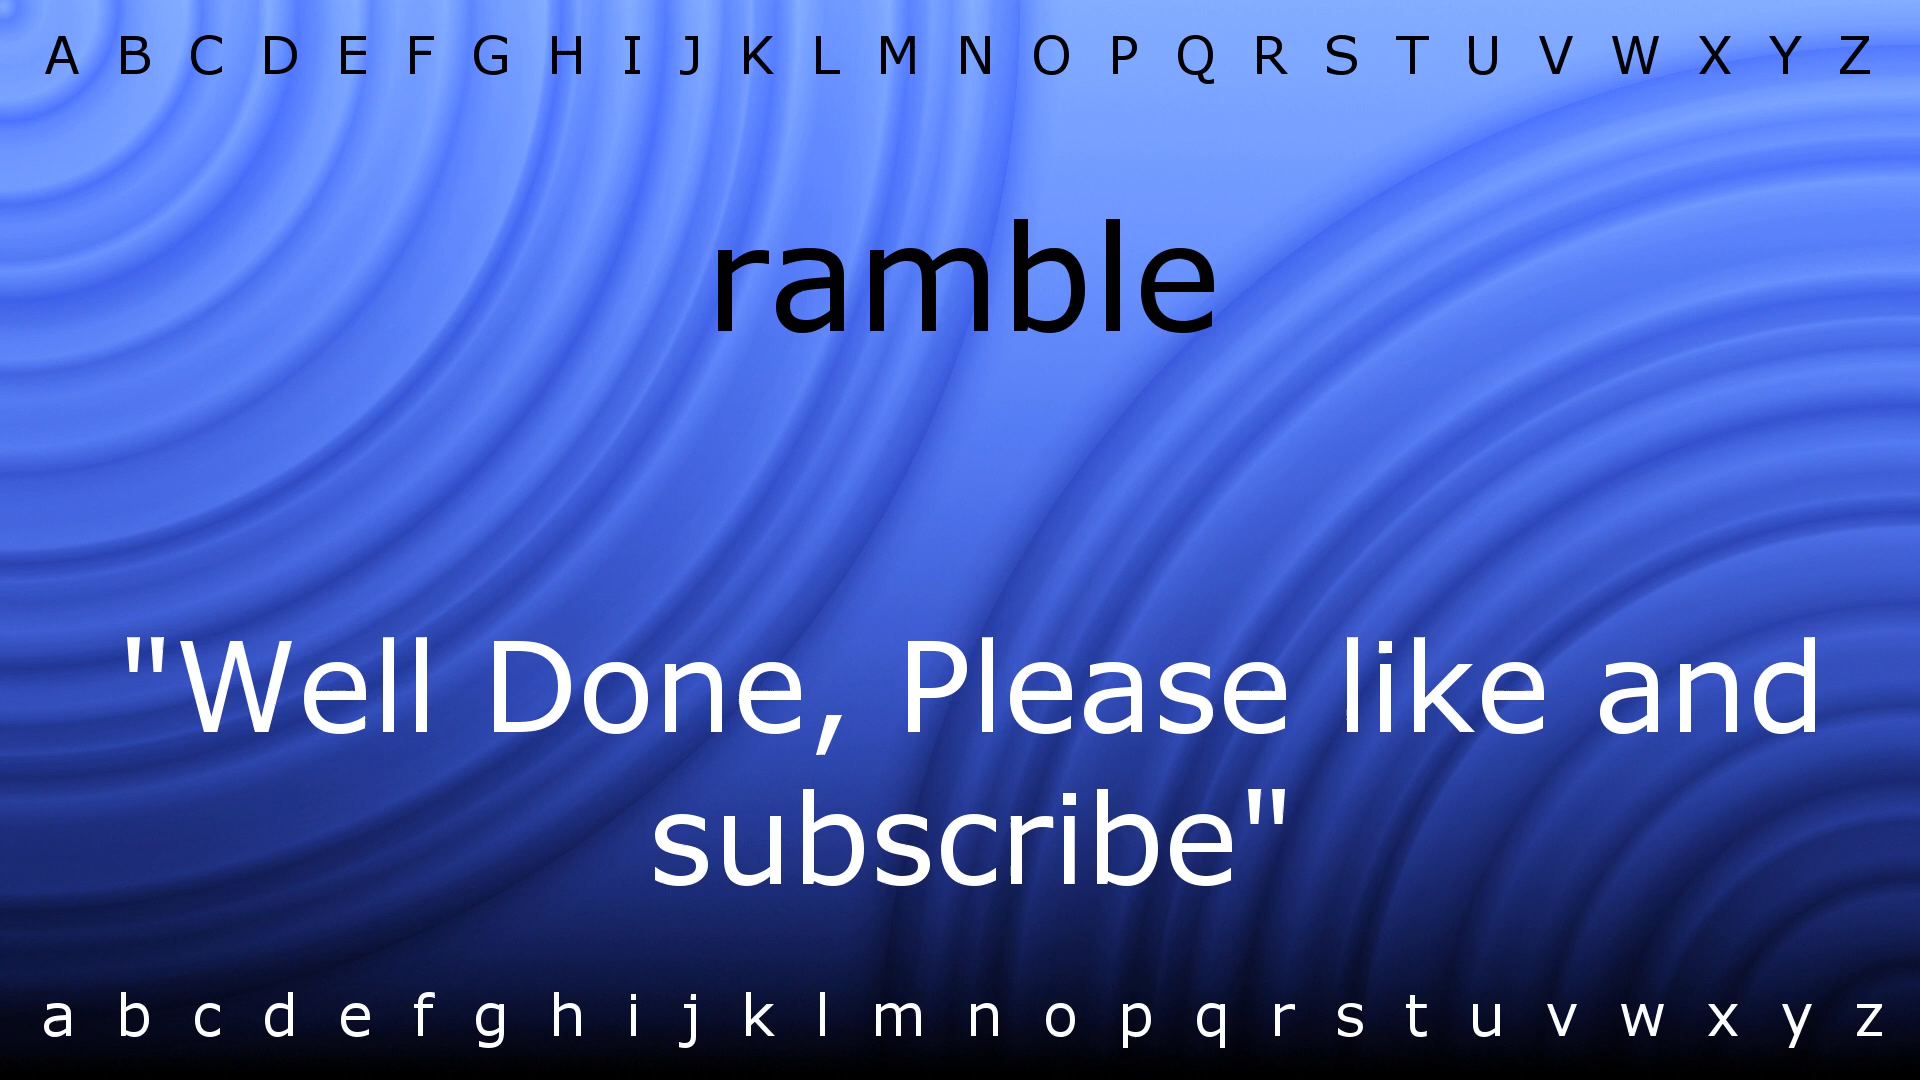 A B C D E F G H I J K L M N O P Q R S T U V W X Y Z
ramble
"Well Done, Please like and
subscribe"
a b c d e f g h i j k l m n o p q r s t u v w x y z